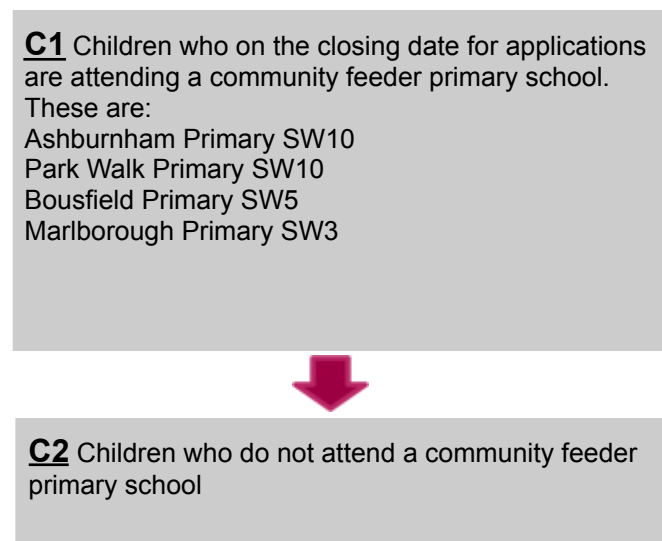 C1 Children who on the closing date for applications
are attending a community feeder primary school.
These are:
Ashburnham Primary SW10
Park Walk Primary SW10
Bousfield Primary SW5
Marlborough Primary SW3
C2 Children who do not attend a community feeder
primary school